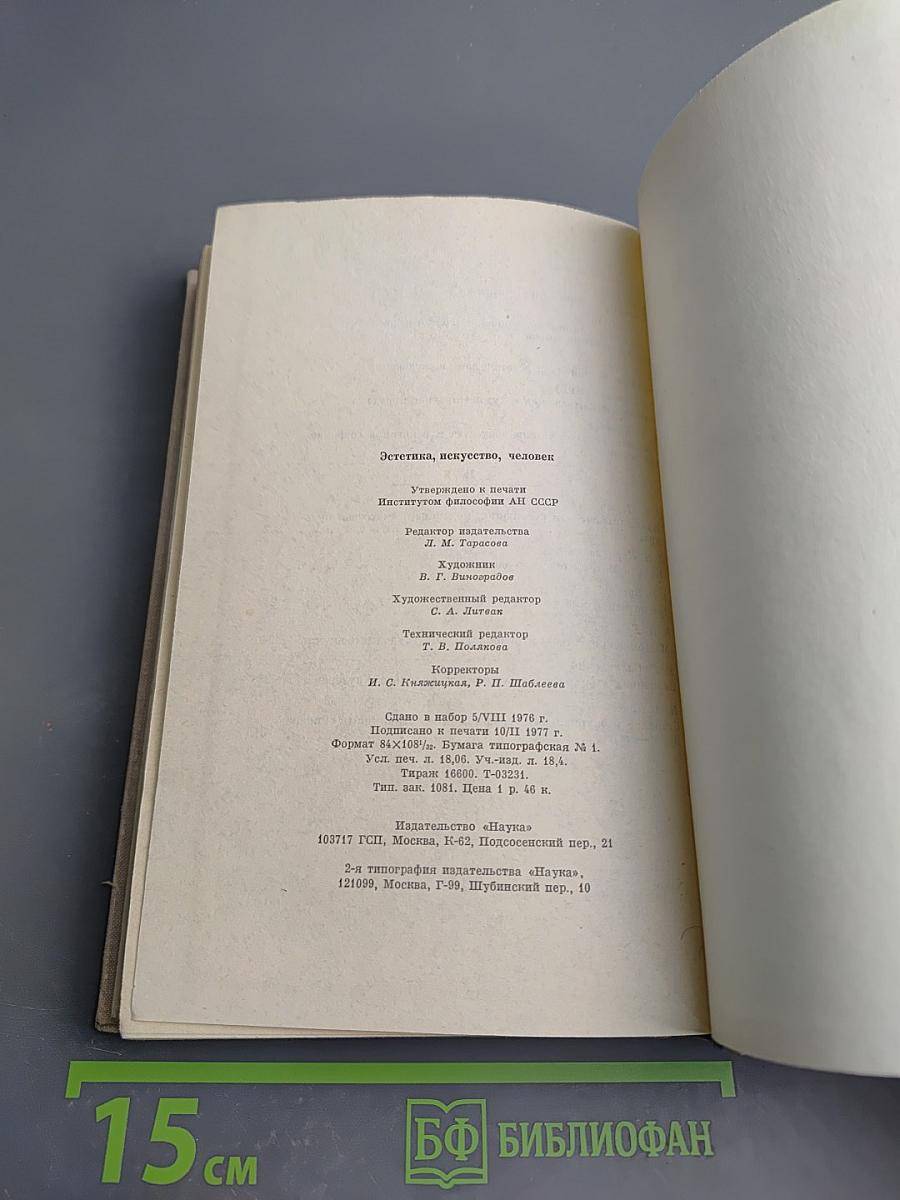 Эстетика, искусство, человек
Утверждено к печати
Институтом философии АН СССР
Редактор издательства
Л. М. Тарасова
Художник
В. Г. Виноградов
Художественный редактор
С. А. Литвак
Технический редактор
Т. В. Полякова
Корректоры
И. С. Княжицкая, Р. П. Шаблеева
Сдано в набор 5/VIII 1976 г.
Подписано к печати 10/II 1977 г.
Формат 84×108¹/₃₂. Бумага типографская № 1.
Усл. печ. л. 18,06. Уч.-изд. л. 18,4.
Тираж 16600. Т-03231.
Тип. зак. 1081. Цена 1 р. 46 к.
Издательство «Наука»
103717 ГСП, Москва, К-62, Подсосенский пер., 21
2-я типография издательства «Наука»,
121099, Москва, Г-99, Шубинский пер., 10
15 см
БФ БИБЛИОФАН